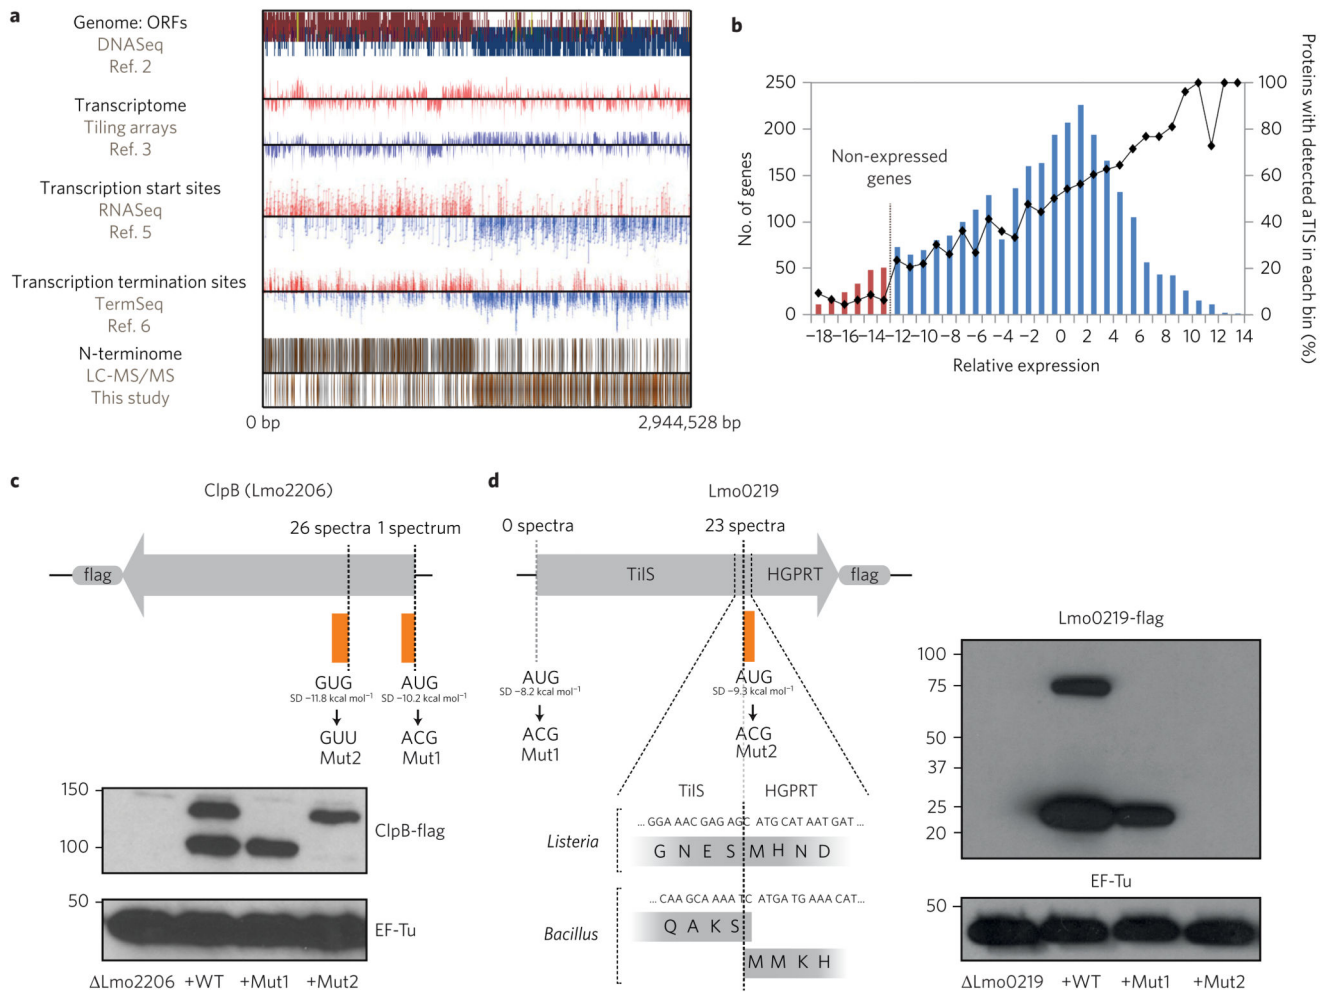 a
Genome: ORFs
DNASeq
Ref. 2
Transcriptome
Tiling arrays
Ref. 3
Transcription start sites
RNASeq
Ref. 5
Transcription termination sites
TermSeq
Ref. 6
N-terminome
LC-MS/MS
This study
0 bp
2,944,528 bp
b
No. of genes
250
200
150
100
50
0
Non-expressed
genes
−18 −16 −14 −12 −10 −8 −6 −4 −2 0 2 4 6 8 10 12 14
Relative expression
100
80
60
40
20
0
Proteins with detected aTIS in each bin (%)
c
ClpB (Lmo2206)
26 spectra 1 spectrum
flag
GUG AUG
SD −11.8 kcal mol⁻¹ SD −10.2 kcal mol⁻¹
GUU ACG
Mut2 Mut1
150
100
ClpB-flag
50
EF-Tu
ΔLmo2206 +WT +Mut1 +Mut2
d
Lmo0219
0 spectra 23 spectra
TilS HGPRT flag
AUG AUG
SD −8.2 kcal mol⁻¹ SD −9.3 kcal mol⁻¹
ACG ACG
Mut1 Mut2
TilS HGPRT
Listeria
... GGA AAC GAG AGC ATG CAT AAT GAT ...
G N E S M H N D
Bacillus
... CAA GCA AAA TC ATGA TG AAA CAT...
Q A K S
M M K H
Lmo0219-flag
100
75
50
37
25
20
EF-Tu
50
ΔLmo0219 +WT +Mut1 +Mut2